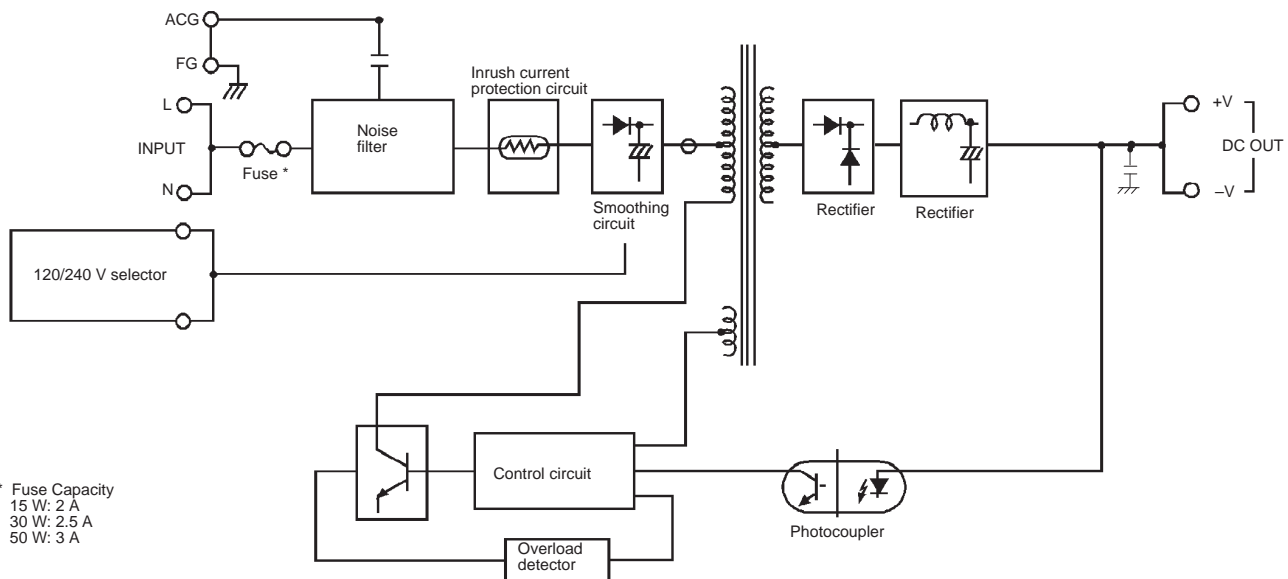 ACG
FG
L
INPUT
N
Fuse *
Noise
filter
Inrush current
protection circuit
Smoothing
circuit
Rectifier
Rectifier
+V
DC OUT
–V
120/240 V selector
Control circuit
Overload
detector
Photocoupler
* Fuse Capacity
15 W: 2 A
30 W: 2.5 A
50 W: 3 A